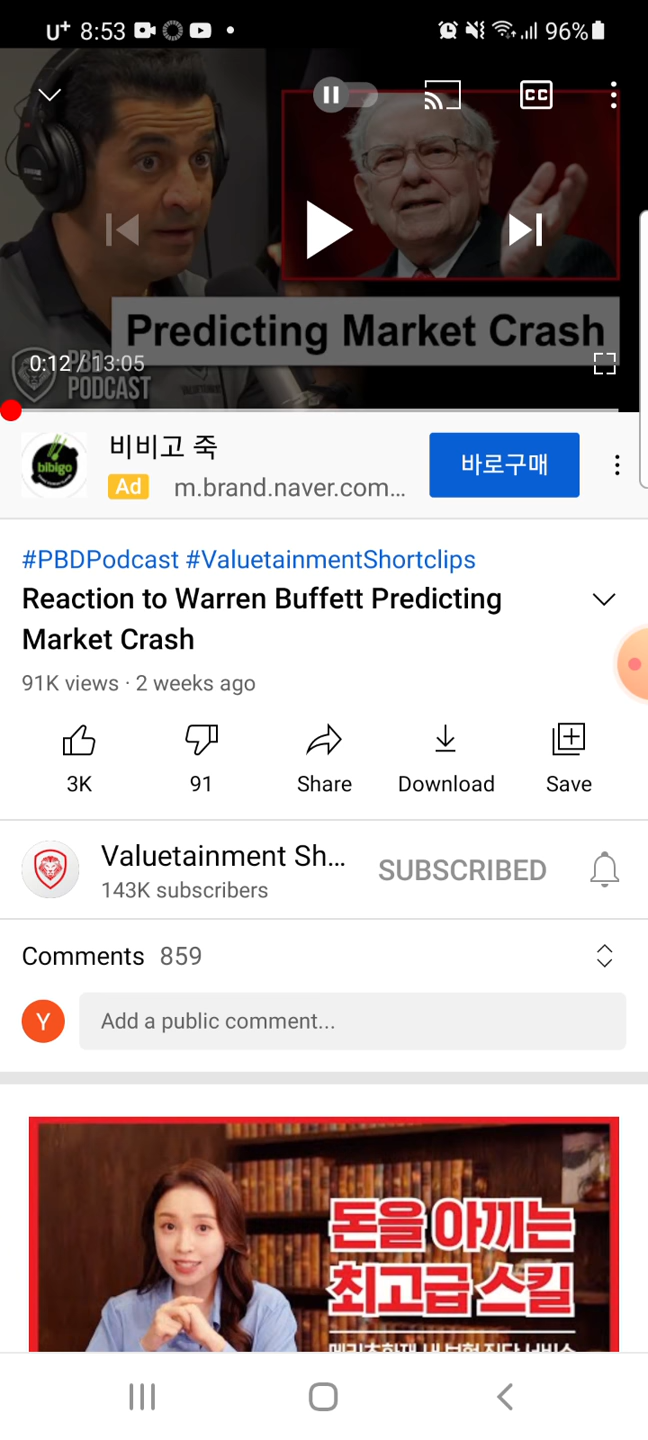 U+ 8:53 96%
CC
Predicting Market Crash
0:12 / 13:05
PBD
PODCAST
VALUETAINMENT
비비고 죽
bibigo
Ad m.brand.naver.com...
바로구매
#PBDPodcast #ValuetainmentShortclips
Reaction to Warren Buffett Predicting
Market Crash
91K views · 2 weeks ago
3K 91 Share Download Save
Valuetainment Sh...
143K subscribers
SUBSCRIBED
Comments 859
Y Add a public comment...
돈을 아끼는
최고급 스킬